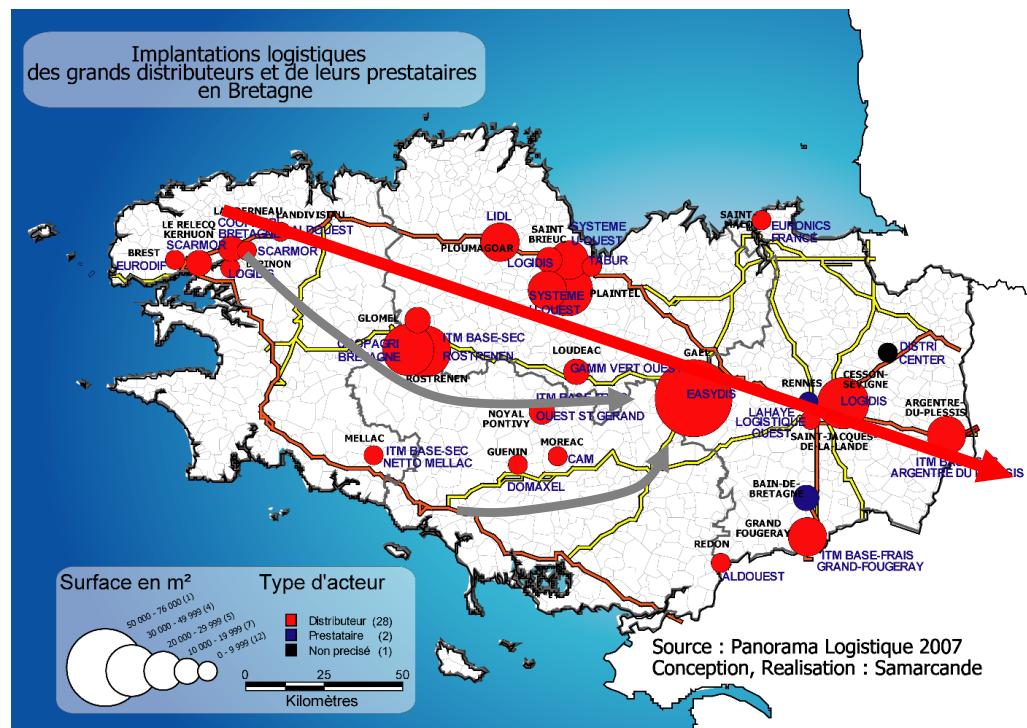 Implantations logistiques
des grands distributeurs et de leurs prestataires
en Bretagne
LANDIVISIAU
LE RELECQ
KERHUON
SCARMOR
BRETAGNE
SCARMOR
BREST
EURODIF
LOGIDIS
LIDL
PLOUMAGOAR
SAINT
BRIEUC
SYSTEME
U-OUEST
LOGIDIS
TABUR
SYSTEME
U-OUEST
PLAINTEL
SAINT
EURONICS
FRANCE
GLOMEL
ITM BASE-SEC
ROSTRENEN
BRETAGNE
ROSTRENEN
LOUDEAC
GAMM VERT OUEST
OUEST ST GERAND
NOYAL
PONTIVY
EASYDIS
DISTRI
CENTER
RENNES
CESSON-
SEVIGNE
LOGIDIS
LAHAYE
LOGISTIQUE
OUEST
SAINT-JACQUES-
DE-LA-LANDE
ARGENTRE-
DU-PLESSIS
MELLAC
ITM BASE-SEC
NETTO MELLAC
GUENIN
DOMAXEL
MOREAC
CAM
BAIN-DE-
BRETAGNE
GRAND
FOUGERAY
ITM BASE-FRAIS
GRAND-FOUGERAY
REDON
ALDOUEST
Surface en m²
50 000 - 76 000 (1)
30 000 - 49 999 (4)
20 000 - 29 999 (5)
10 000 - 19 999 (7)
0 - 9 999 (12)
Type d'acteur
Distributeur (28)
Prestataire (2)
Non precisé (1)
0 25 50
Kilomètres
Source : Panorama Logistique 2007
Conception, Realisation : Samarcande